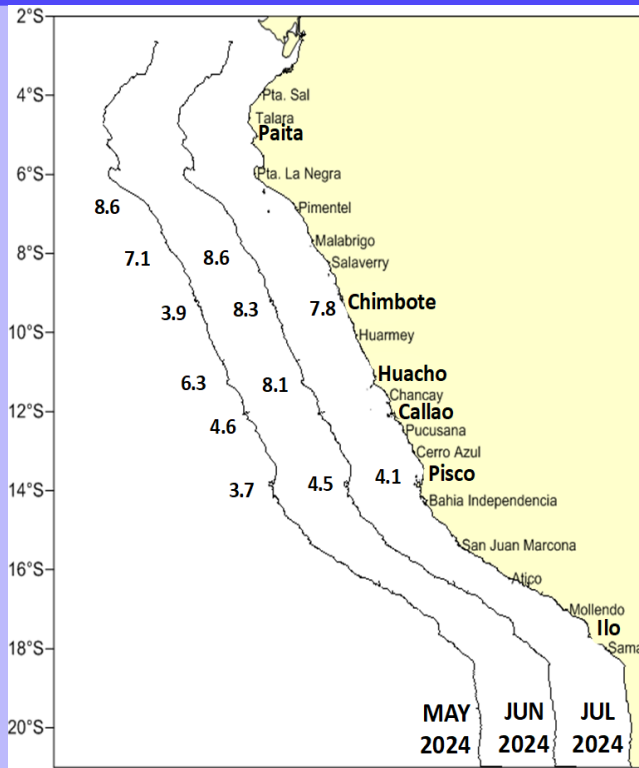 2°S
4°S
Pta. Sal
Talara
Paita
6°S
Pta. La Negra
8.6
Pimentel
Malabrigo
8°S
7.1
8.6
Salaverry
3.9
8.3
7.8
Chimbote
10°S
Huarmey
6.3
8.1
Huacho
Chancay
12°S
Callao
4.6
Pucusana
Cerro Azul
3.7
4.5
4.1
Pisco
14°S
Bahia Independencia
San Juan Marcona
16°S
Atico
Mollendo
Ilo
18°S
Sama
MAY
2024
JUN
2024
JUL
2024
20°S